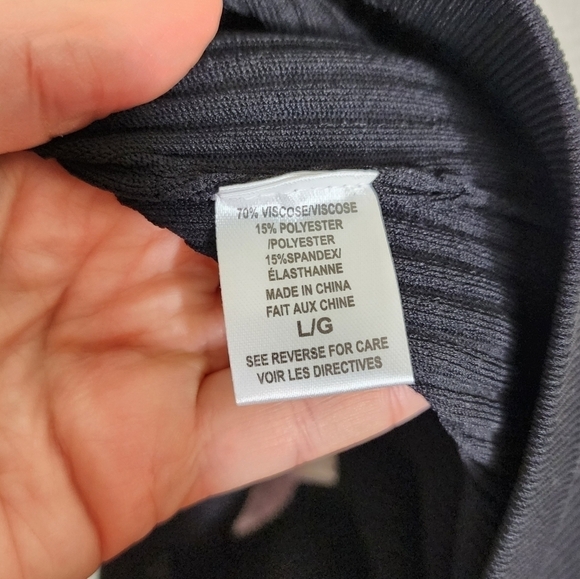 70% VISCOSE/VISCOSE
15% POLYESTER
/POLYESTER
15%SPANDEX/
ÉLASTHANNE
MADE IN CHINA
FAIT AUX CHINE
L/G
SEE REVERSE FOR CARE
VOIR LES DIRECTIVES